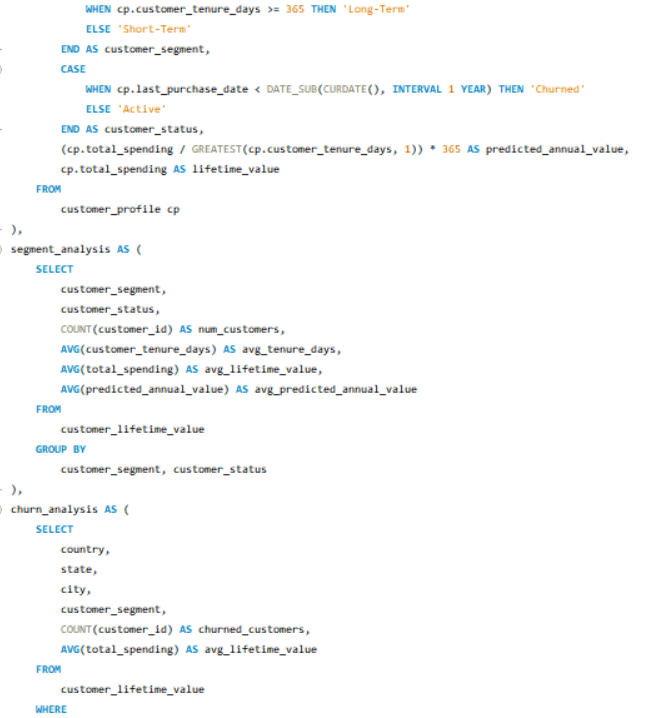 WHEN cp.customer_tenure_days >= 365 THEN 'Long-Term'
ELSE 'Short-Term'
END AS customer_segment,
CASE
WHEN cp.last_purchase_date < DATE_SUB(CURDATE(), INTERVAL 1 YEAR) THEN 'Churned'
ELSE 'Active'
END AS customer_status,
(cp.total_spending / GREATEST(cp.customer_tenure_days, 1)) * 365 AS predicted_annual_value,
cp.total_spending AS lifetime_value
FROM
customer_profile cp
),
segment_analysis AS (
SELECT
customer_segment,
customer_status,
COUNT(customer_id) AS num_customers,
AVG(customer_tenure_days) AS avg_tenure_days,
AVG(total_spending) AS avg_lifetime_value,
AVG(predicted_annual_value) AS avg_predicted_annual_value
FROM
customer_lifetime_value
GROUP BY
customer_segment, customer_status
),
churn_analysis AS (
SELECT
country,
state,
city,
customer_segment,
COUNT(customer_id) AS churned_customers,
AVG(total_spending) AS avg_lifetime_value
FROM
customer_lifetime_value
WHERE